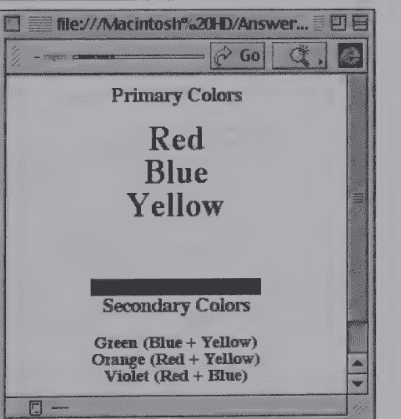 file:///Macintosh%20HD/Answer...
Go
Primary Colors
Red
Blue
Yellow
Secondary Colors
Green (Blue + Yellow)
Orange (Red + Yellow)
Violet (Red + Blue)